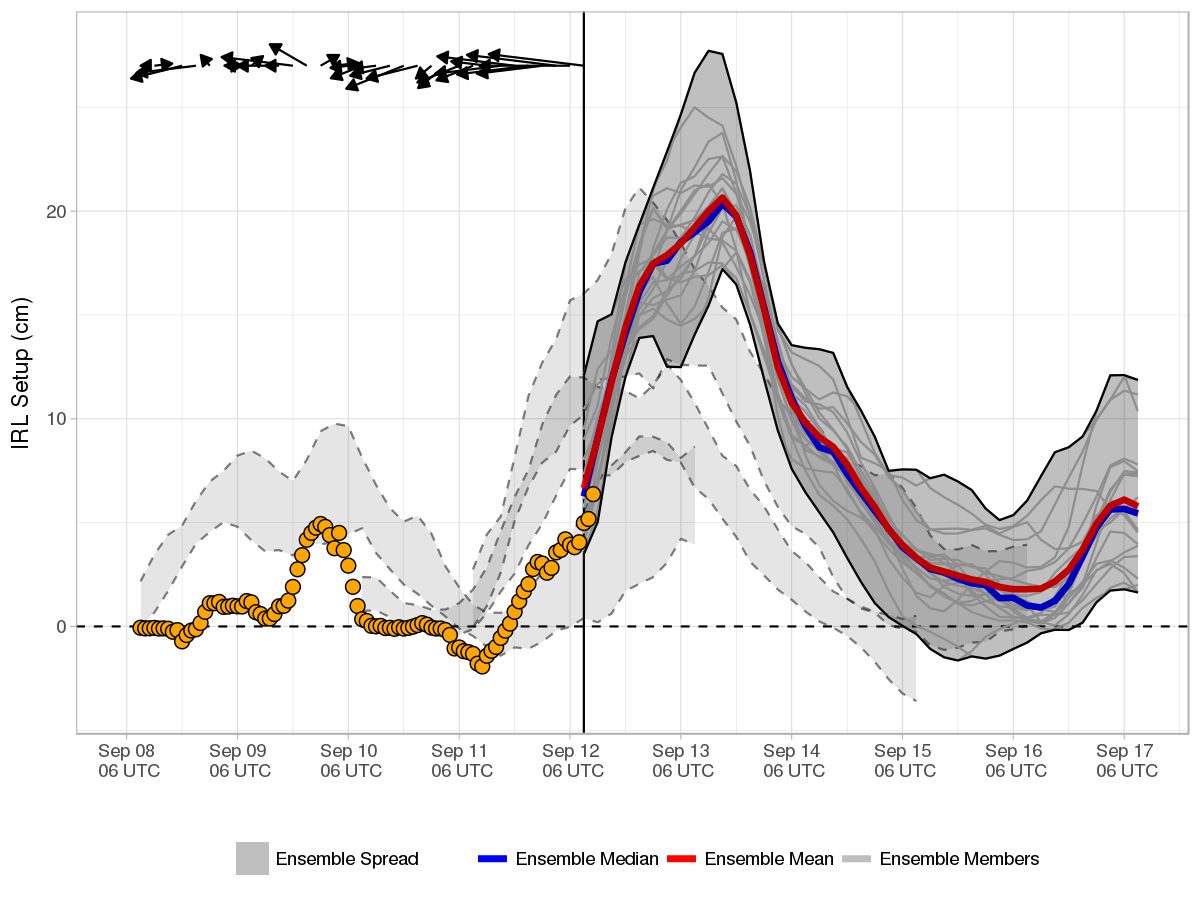 IRL Setup (cm)
20
10
0
Sep 08 Sep 09 Sep 10 Sep 11 Sep 12 Sep 13 Sep 14 Sep 15 Sep 16 Sep 17
06 UTC 06 UTC 06 UTC 06 UTC 06 UTC 06 UTC 06 UTC 06 UTC 06 UTC 06 UTC
Ensemble Spread Ensemble Median Ensemble Mean Ensemble Members